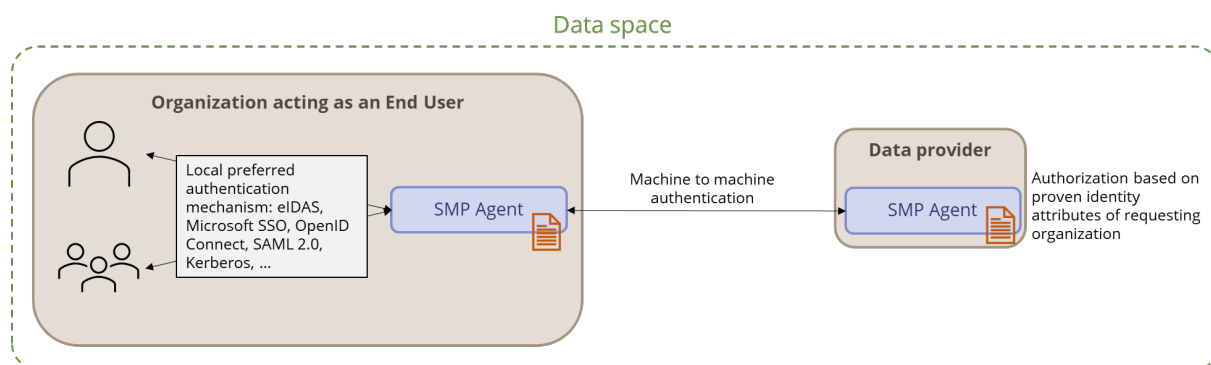 Data space
Organization acting as an End User
Local preferred
authentication
mechanism: eIDAS,
Microsoft SSO, OpenID
Connect, SAML 2.0,
Kerberos, ...
SMP Agent
Machine to machine
authentication
Data provider
SMP Agent
Authorization based on
proven identity
attributes of requesting
organization